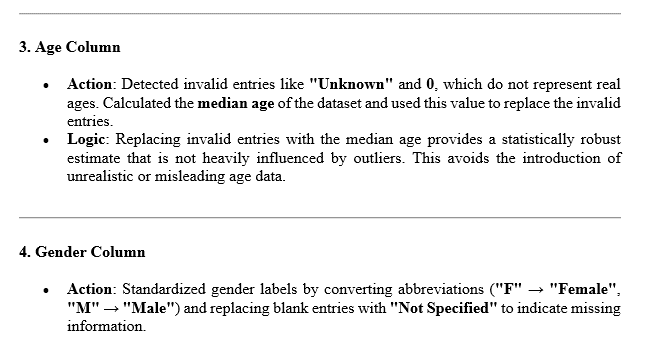 3. Age Column
• Action: Detected invalid entries like "Unknown" and 0, which do not represent real
ages. Calculated the median age of the dataset and used this value to replace the invalid
entries.
• Logic: Replacing invalid entries with the median age provides a statistically robust
estimate that is not heavily influenced by outliers. This avoids the introduction of
unrealistic or misleading age data.
4. Gender Column
• Action: Standardized gender labels by converting abbreviations ("F" → "Female",
"M" → "Male") and replacing blank entries with "Not Specified" to indicate missing
information.